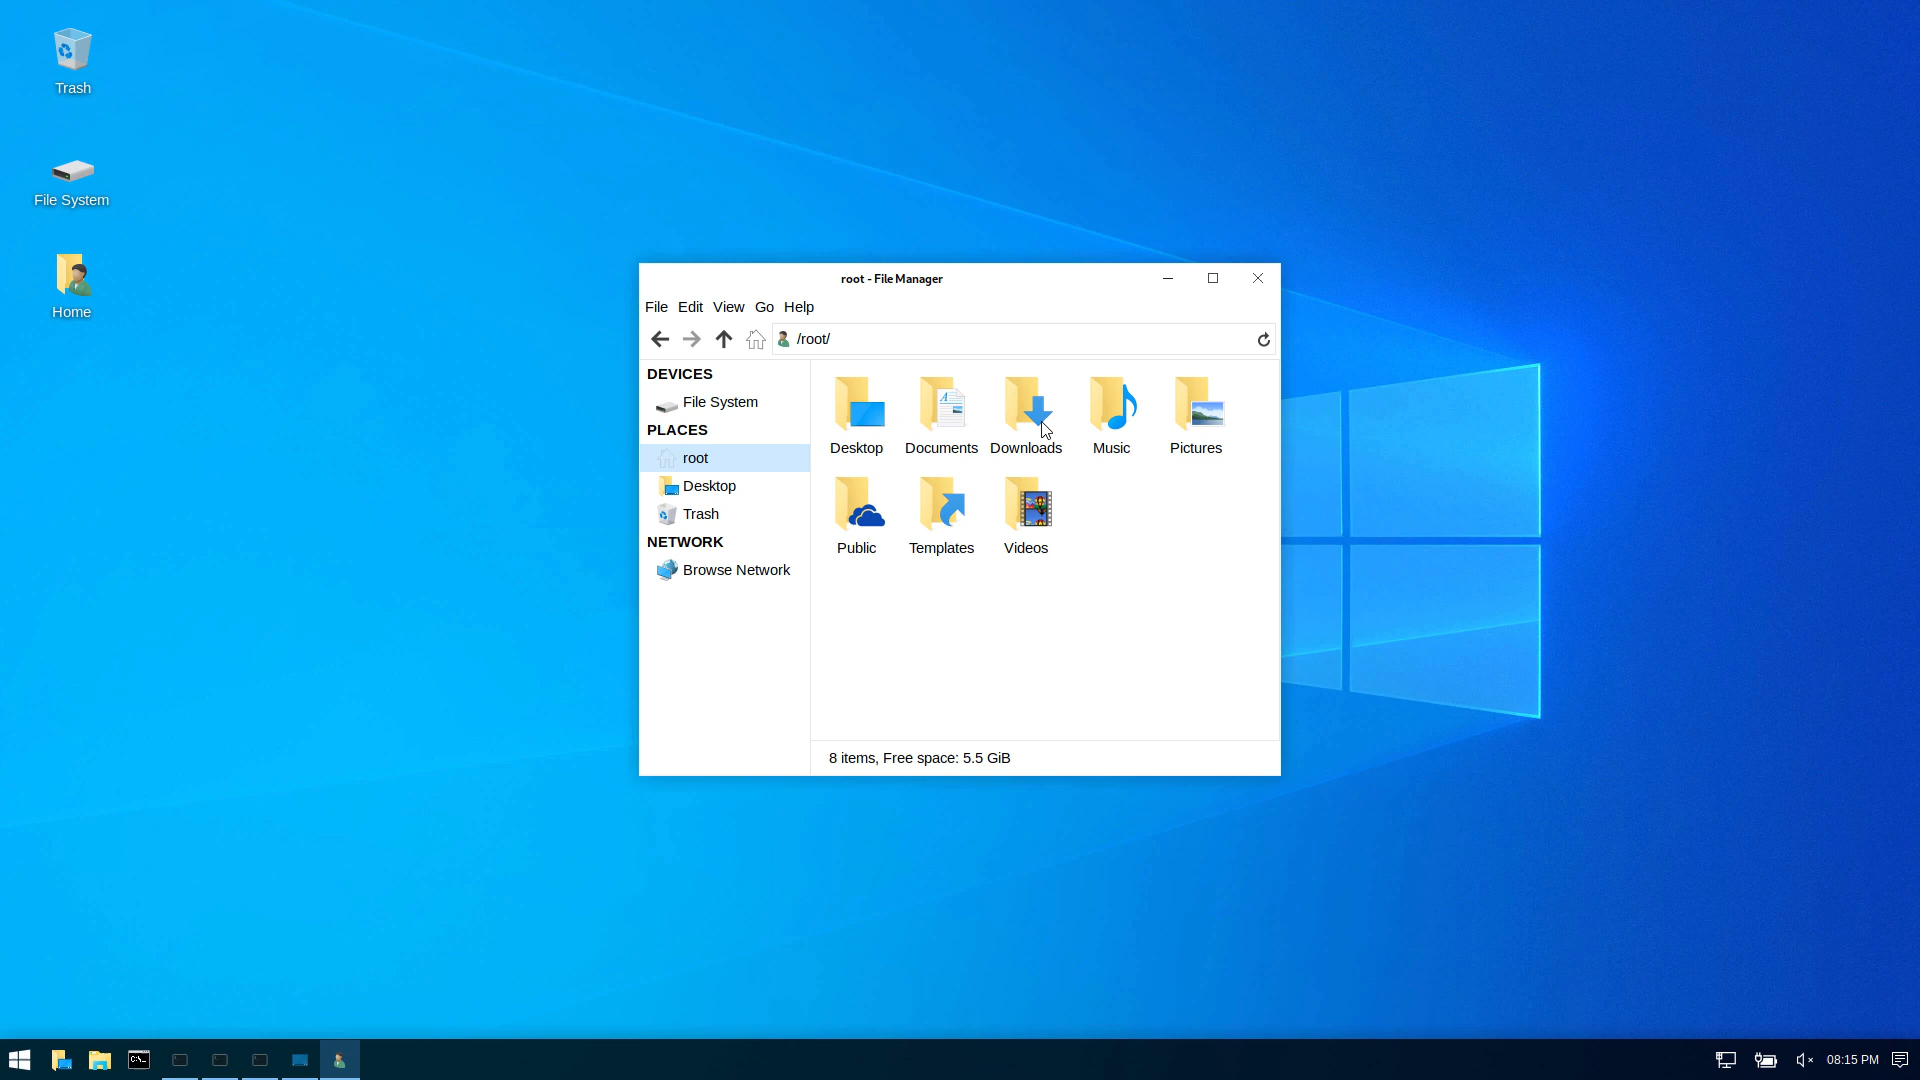 Trash
File System
Home
root - File Manager
File Edit View Go Help
/root/
DEVICES
File System
PLACES
root
Desktop
Trash
NETWORK
Browse Network
Desktop Documents Downloads Music Pictures
Public Templates Videos
8 items, Free space: 5.5 GiB
08:15 PM